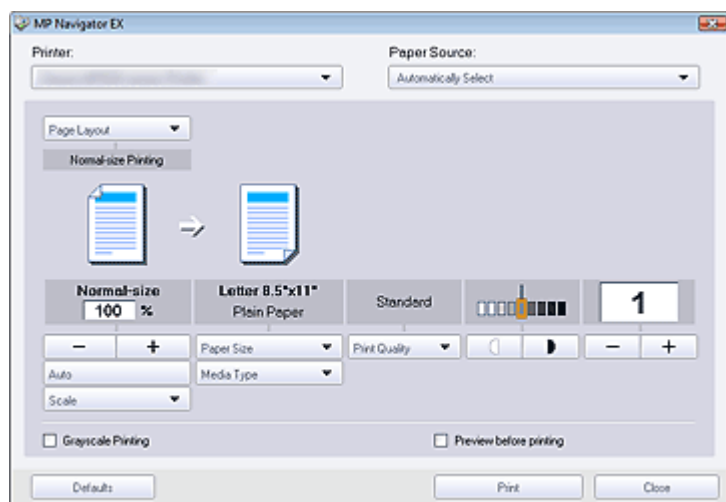 MP Navigator EX
Printer:
Paper Source:
Automatically Select
Page Layout
Normal-size Printing
Normal-size
100 %
Letter 8.5"x11"
Plain Paper
Standard
1
− +
Paper Size
Print Quality
− +
Auto
Media Type
Scale
Grayscale Printing
Preview before printing
Defaults
Print
Close